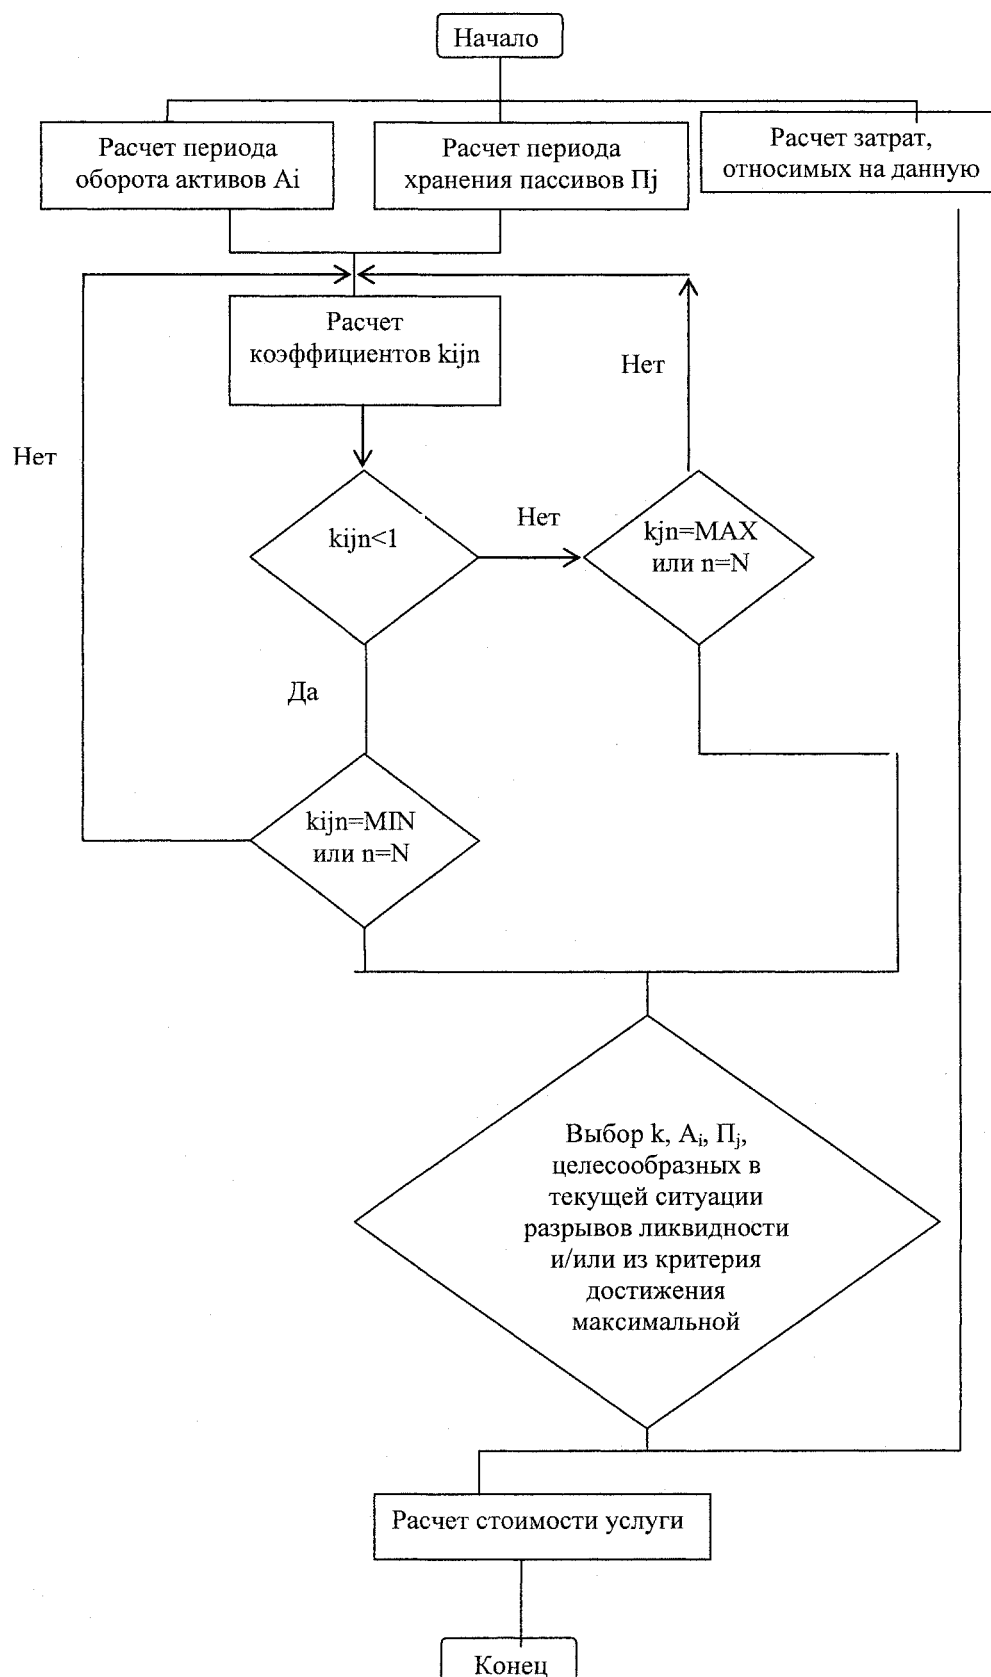 Начало
Расчет периода
оборота активов Ai
Расчет периода
хранения пассивов Пj
Расчет затрат,
относимых на данную
Расчет
коэффициентов kijn
Нет
Нет
kijn<1
Нет
kjn=MAX
или n=N
Да
kijn=MIN
или n=N
Выбор k, Ai, Пj,
целесообразных в
текущей ситуации
разрывов ликвидности
и/или из критерия
достижения
максимальной
Расчет стоимости услуги
Конец